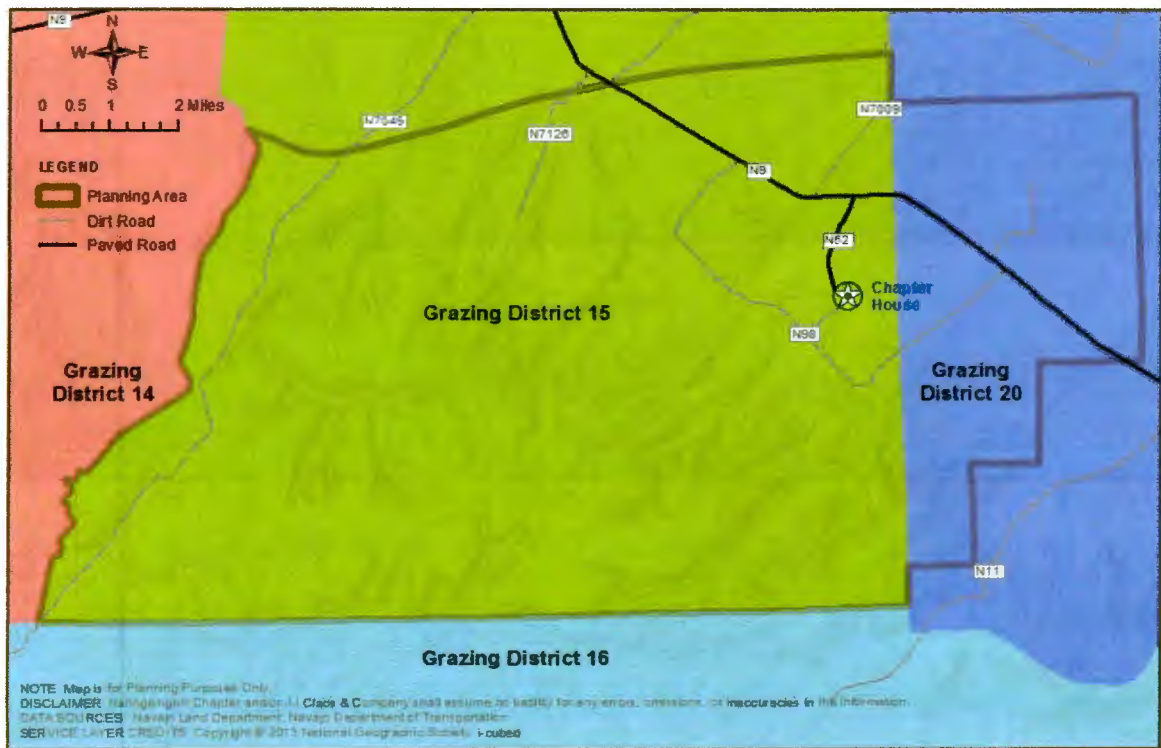 N9
N
W E
S
0 0.5 1 2 Miles
LEGEND
Planning Area
Dirt Road
Paved Road
N7046
N7126
N7009
N9
N52
Chapter
House
N98
Grazing District 15
Grazing
District 14
Grazing
District 20
N11
Grazing District 16
NOTE Map is for Planning Purposes Only
DISCLAIMER Chapter and/or & Company shall assume no liability for any errors, omissions, or inaccuracies in the information.
DATA SOURCES Navajo Land Department, Navajo Department of Transportation
SERVICE LAYER CREDITS Copyright © 2013 National Geographic Society, i-cubed